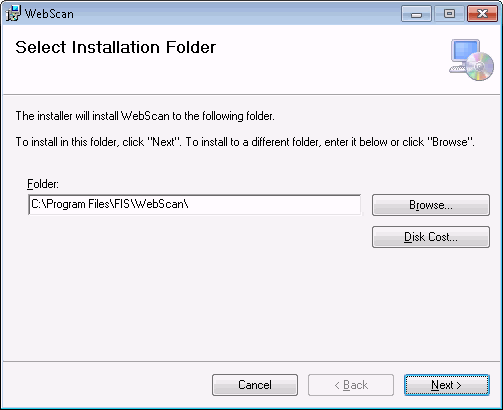 WebScan
Select Installation Folder
The installer will install WebScan to the following folder.
To install in this folder, click "Next". To install to a different folder, enter it below or click "Browse".
Folder:
C:\Program Files\FIS\WebScan\
Browse...
Disk Cost...
Cancel
< Back
Next >